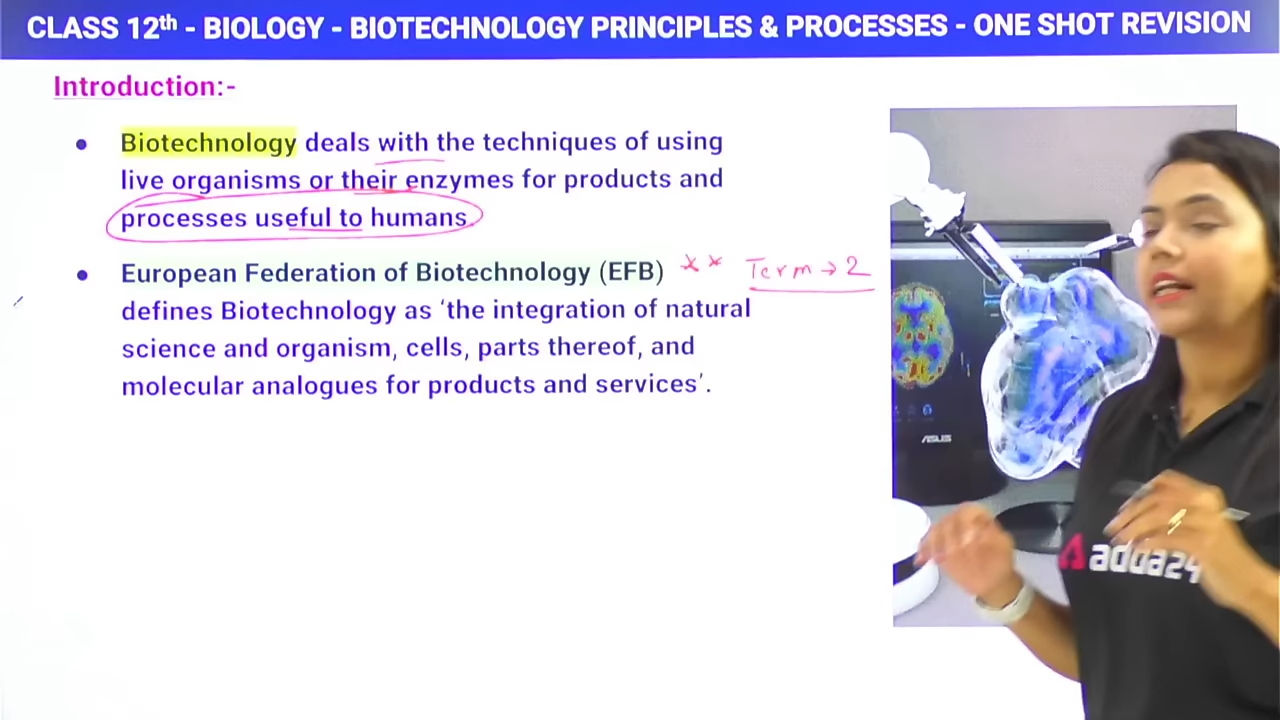 CLASS 12th - BIOLOGY - BIOTECHNOLOGY PRINCIPLES & PROCESSES - ONE SHOT REVISION
Introduction:-
• Biotechnology deals with the techniques of using
live organisms or their enzymes for products and
processes useful to humans.
• European Federation of Biotechnology (EFB) ** Term→2
defines Biotechnology as ‘the integration of natural
science and organism, cells, parts thereof, and
molecular analogues for products and services’.
ASUS
adda24